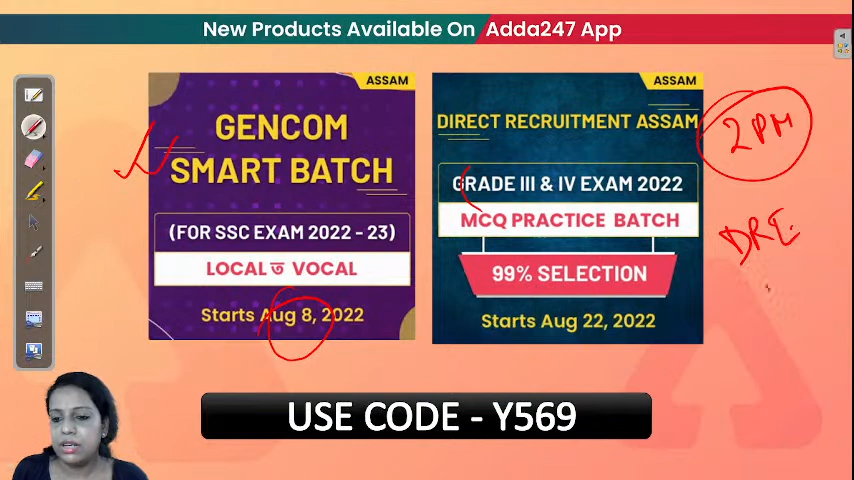 New Products Available On Adda247 App
ASSAM
GENCOM
SMART BATCH
(FOR SSC EXAM 2022 - 23)
LOCAL ত VOCAL
Starts Aug 8, 2022
ASSAM
DIRECT RECRUITMENT ASSAM
GRADE III & IV EXAM 2022
MCQ PRACTICE BATCH
99% SELECTION
Starts Aug 22, 2022
2 PM
DRE
USE CODE - Y569